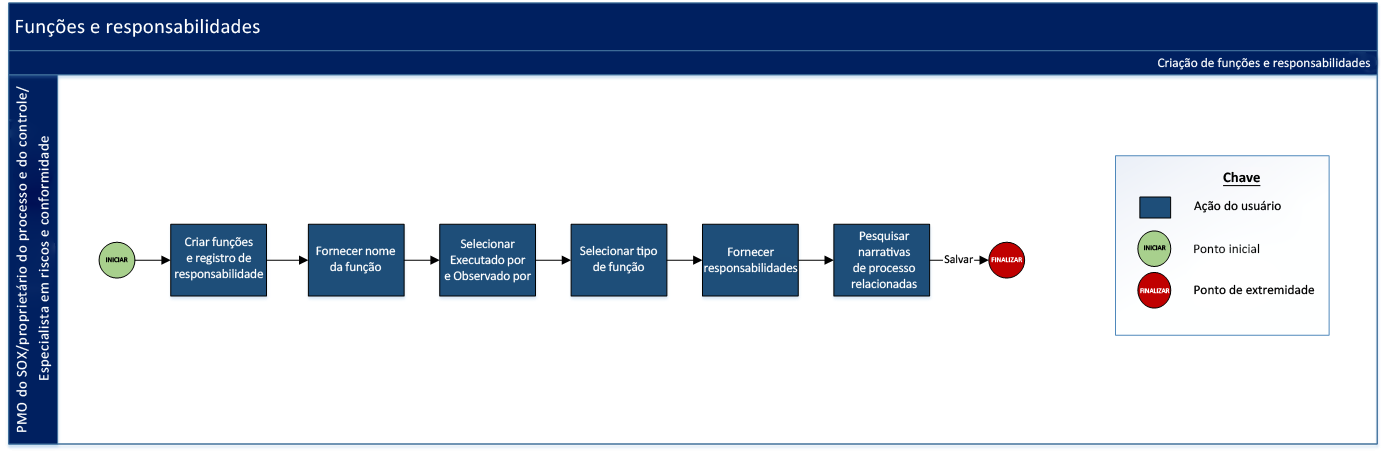 Funções e responsabilidades
Criação de funções e responsabilidades
PMO do SOX/proprietário do processo e do controle/
Especialista em riscos e conformidade
INICIAR
Criar funções
e registro de
responsabilidade
Fornecer nome
da função
Selecionar
Executado por
e Observado por
Selecionar tipo
de função
Fornecer
responsabilidades
Pesquisar
narrativas
de processo
relacionadas
Salvar
FINALIZAR
Chave
Ação do usuário
INICIAR
Ponto inicial
FINALIZAR
Ponto de extremidade